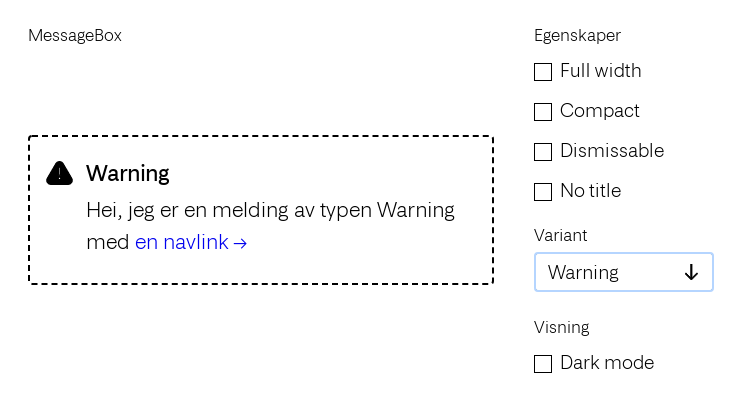 MessageBox
Warning
Hei, jeg er en melding av typen Warning
med en navlink →
Egenskaper
Full width
Compact
Dismissable
No title
Variant
Warning
Visning
Dark mode